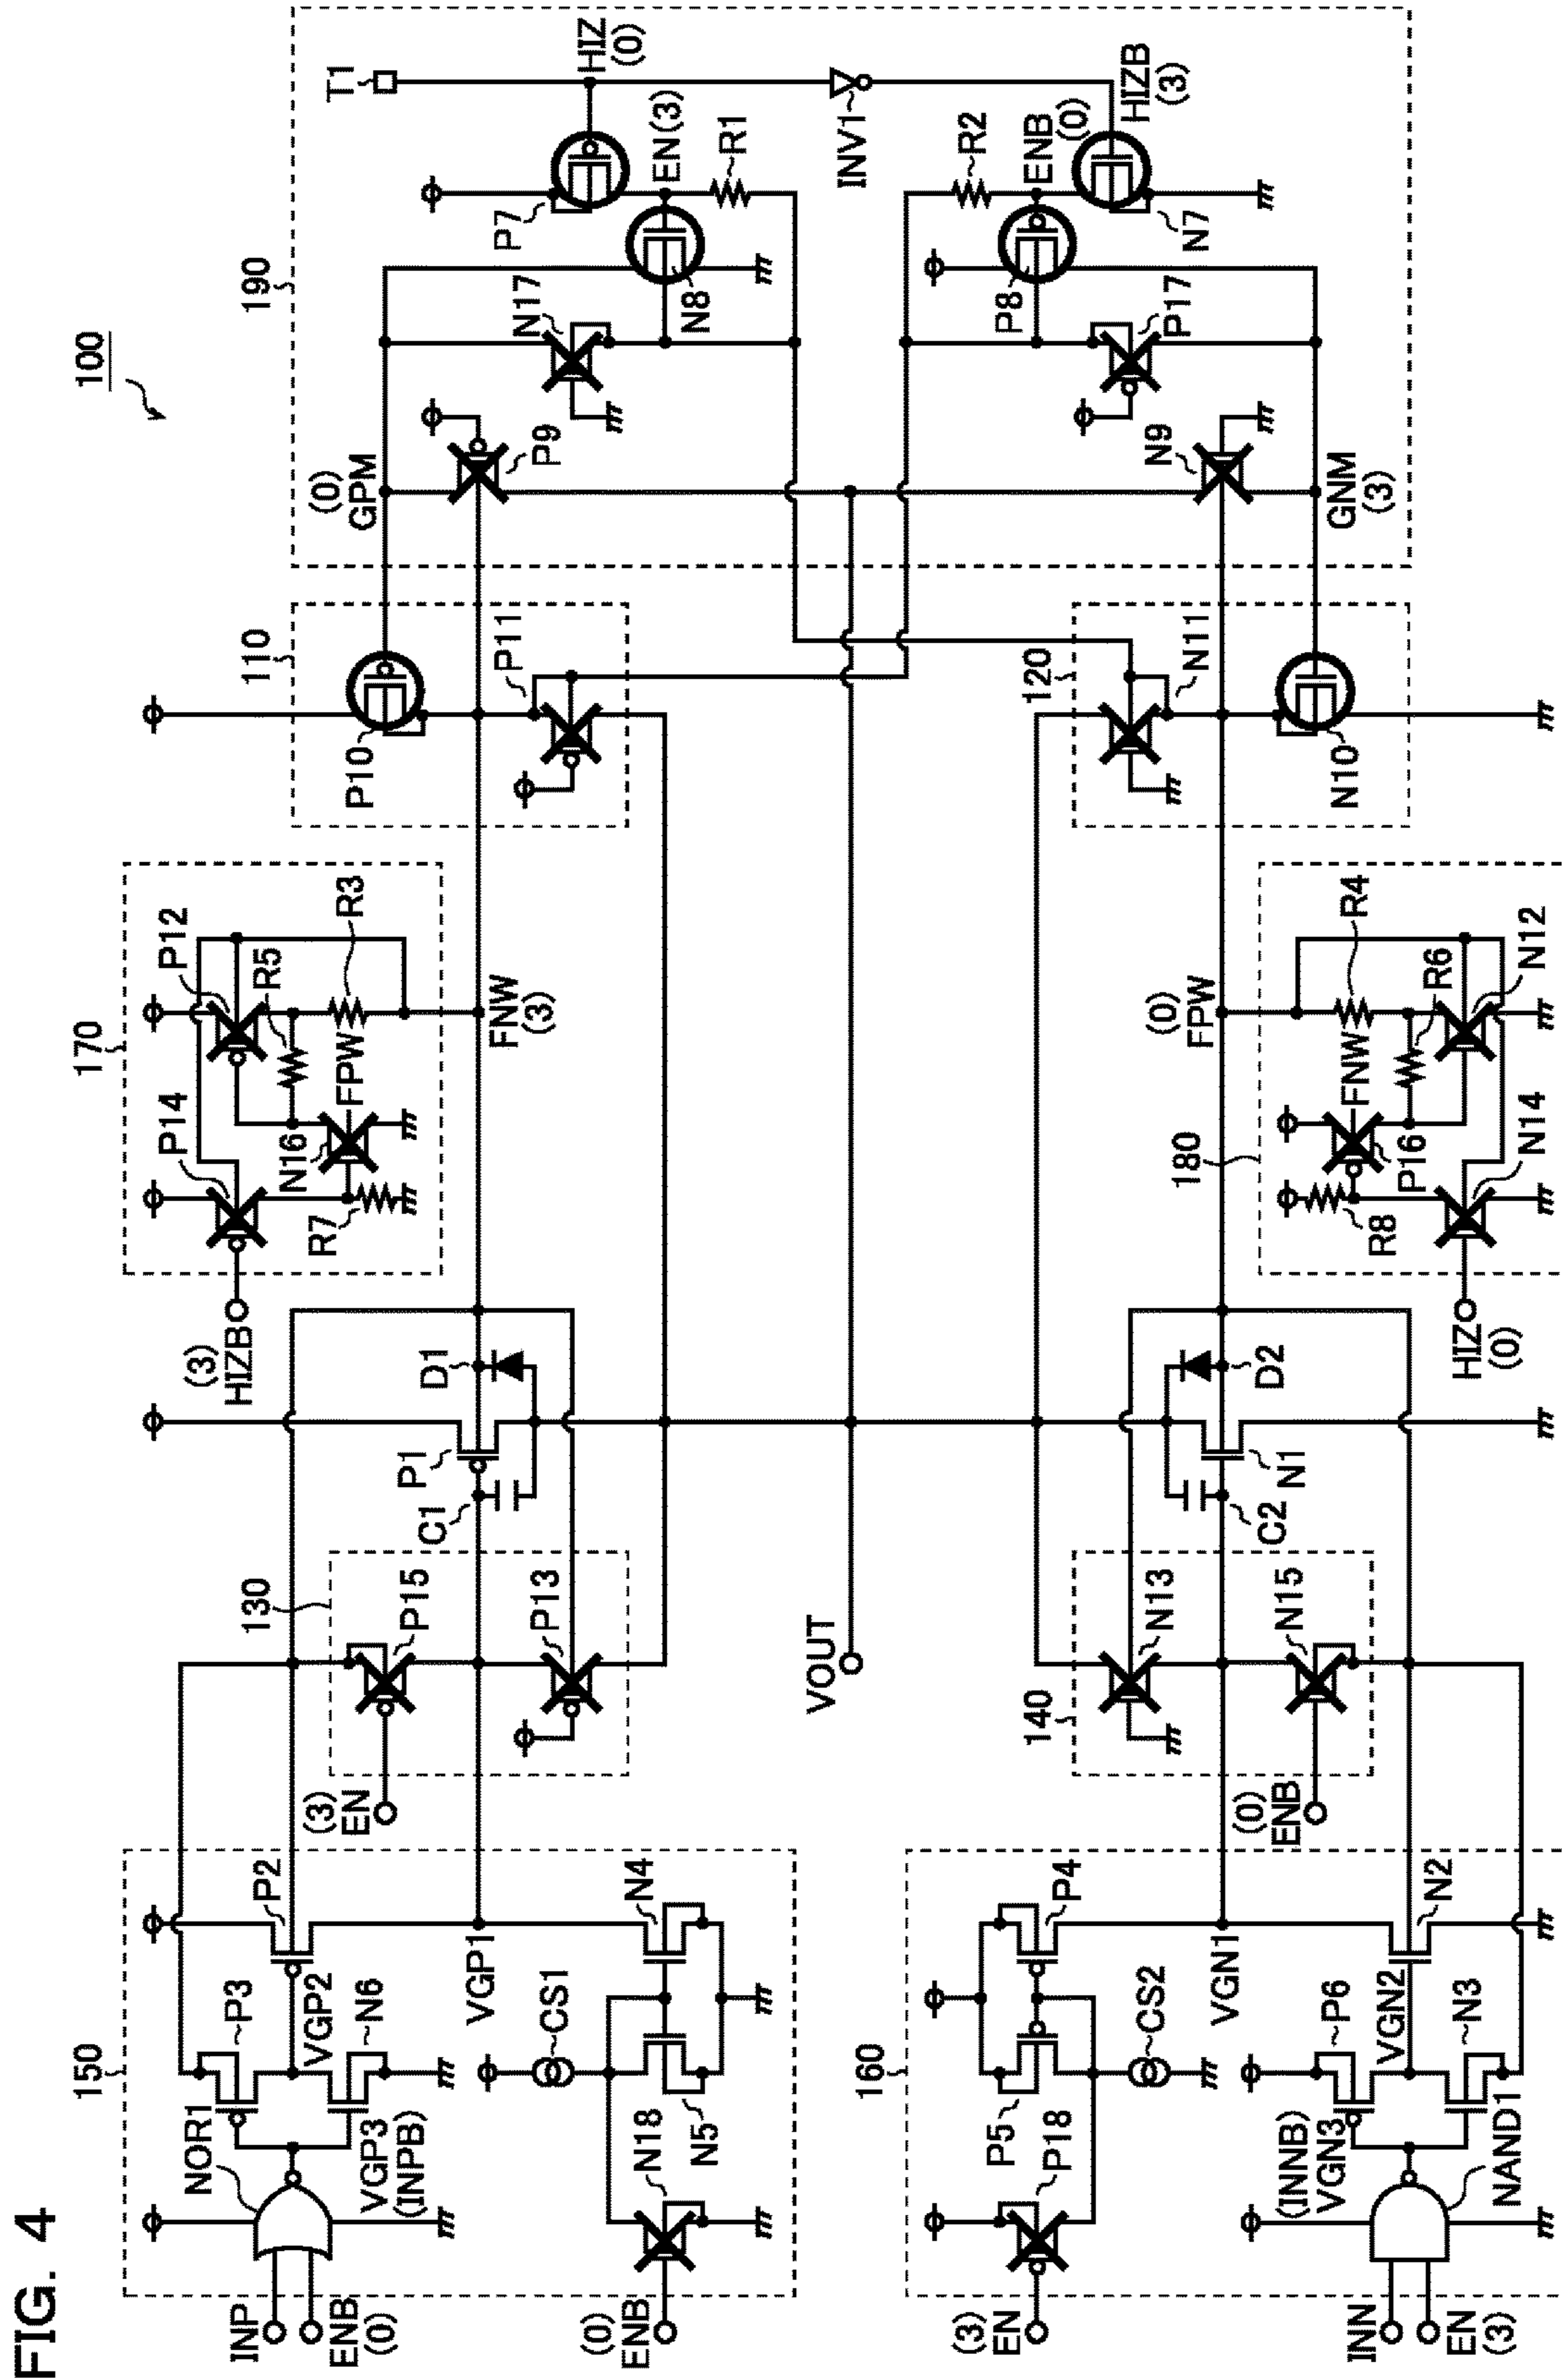 FIG. 4
100
150
INP
ENB
(0)
NOR1
P3
P2
VGP2
VGP3
(INPB)
N6
VGP1
CS1
N4
N18
N5
(0)
ENB
130
P15
P13
(3)
EN
C1
P1
D1
170
(3)
HIZB
P14
P12
R5
R3
N16
FPW
R7
FNW
(3)
110
P10
P11
190
(0)
GPM
P9
N17
N8
P7
EN(3)
R1
T1
HIZ
(0)
INV1
VOUT
160
(3)
EN
P5
P4
P18
CS2
VGN1
(INNB)
VGN3
P6
VGN2
N2
N3
NAND1
INN
EN
(3)
140
N13
N15
(0)
ENB
C2
N1
D2
180
HIZ
(0)
R8
P16
FNW
R4
R6
N14
N12
(0)
FPW
120
N11
N10
N9
GNM
(3)
P8
P17
R2
ENB
(0)
N7
HIZB
(3)